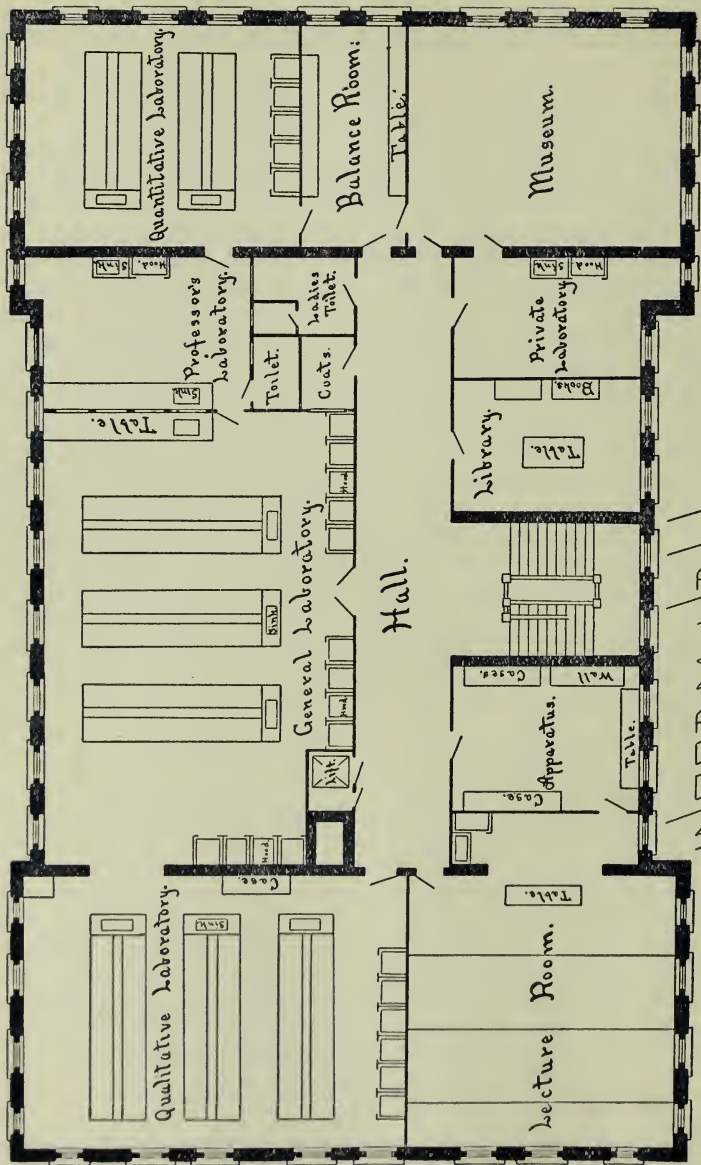 Quantitative Laboratory.
Balance Room.
Table.
Museum.
Sink
Hood.
Professor's
Laboratory.
Ladies
Toilet.
Sink
Hood
Private
Laboratory
Toilet.
Coats.
Sink
Table.
Books.
Library.
Table.
Hood
General Laboratory.
Sink
Hall.
Hood
Lift.
Cases.
Wall
Apparatus.
Table.
Case.
Hood
Case.
Qualitative Laboratory.
Sink
Table.
Lecture Room.